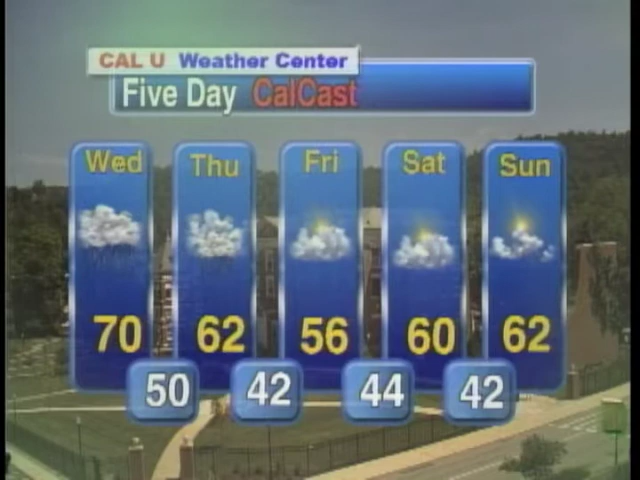 CAL U Weather Center
Five Day CalCast
Wed Thu Fri Sat Sun
70 62 56 60 62
50 42 44 42